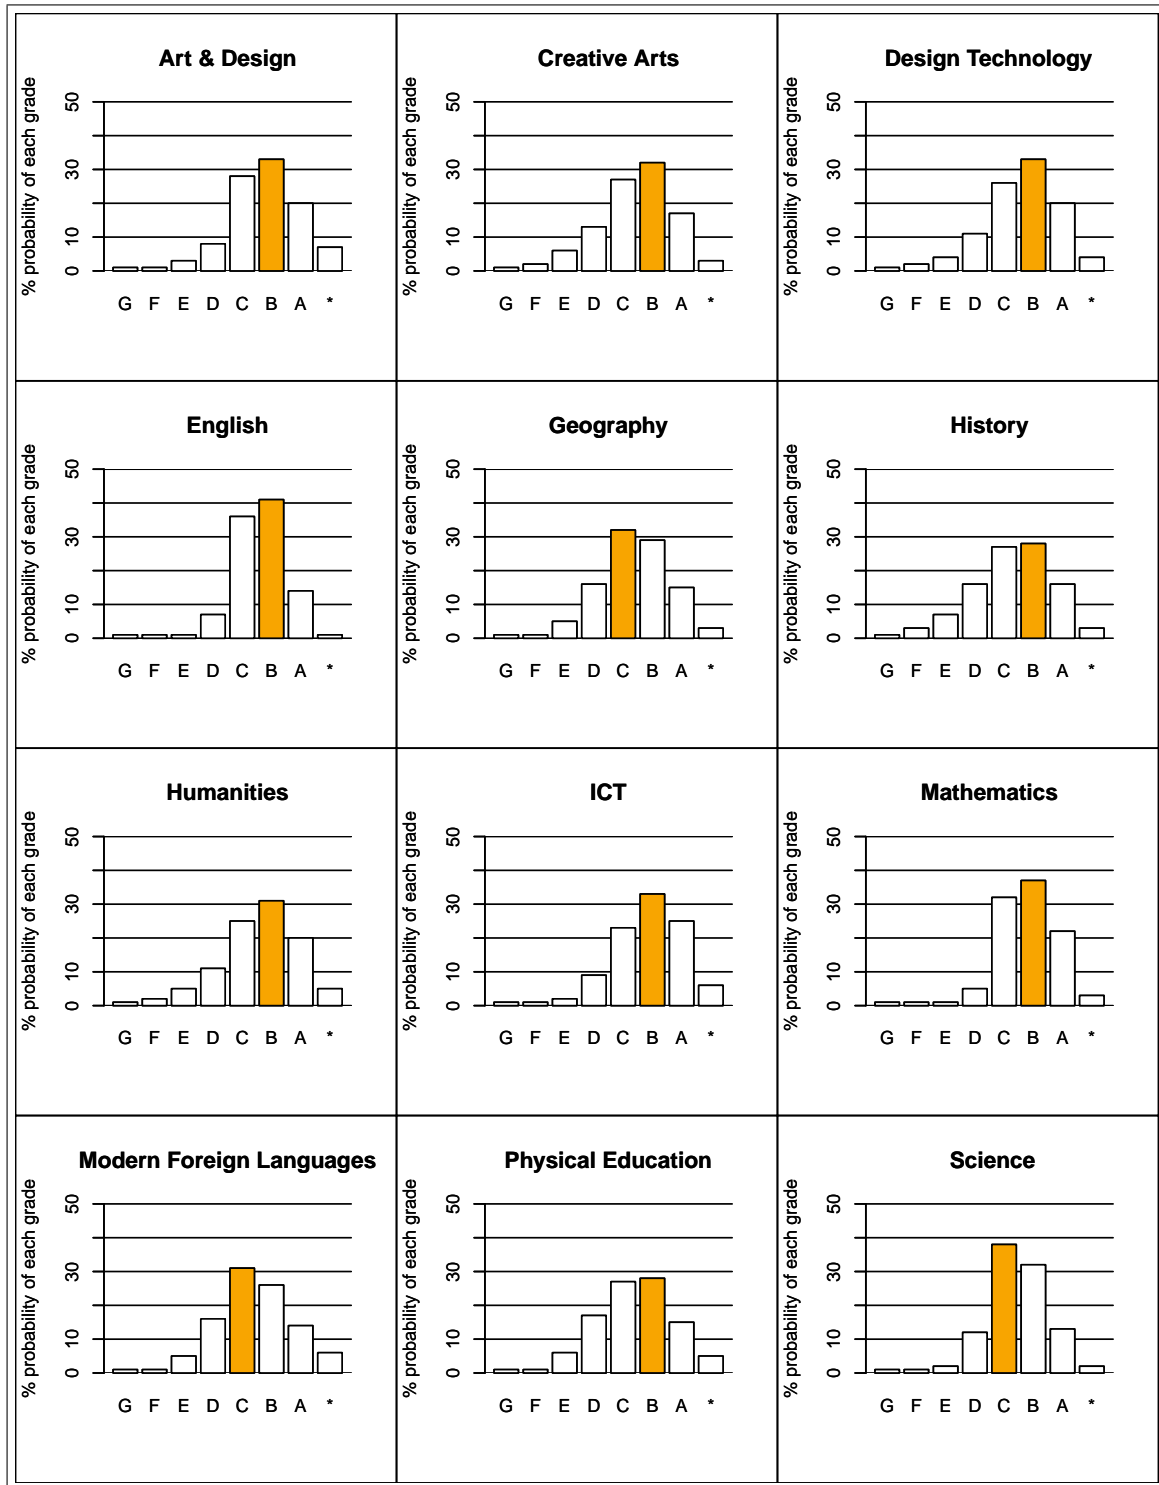 Art & Design
% probability of each grade
50
30
10
0
G F E D C B A *
Creative Arts
% probability of each grade
50
30
10
0
G F E D C B A *
Design Technology
% probability of each grade
50
30
10
0
G F E D C B A *
English
% probability of each grade
50
30
10
0
G F E D C B A *
Geography
% probability of each grade
50
30
10
0
G F E D C B A *
History
% probability of each grade
50
30
10
0
G F E D C B A *
Humanities
% probability of each grade
50
30
10
0
G F E D C B A *
ICT
% probability of each grade
50
30
10
0
G F E D C B A *
Mathematics
% probability of each grade
50
30
10
0
G F E D C B A *
Modern Foreign Languages
% probability of each grade
50
30
10
0
G F E D C B A *
Physical Education
% probability of each grade
50
30
10
0
G F E D C B A *
Science
% probability of each grade
50
30
10
0
G F E D C B A *